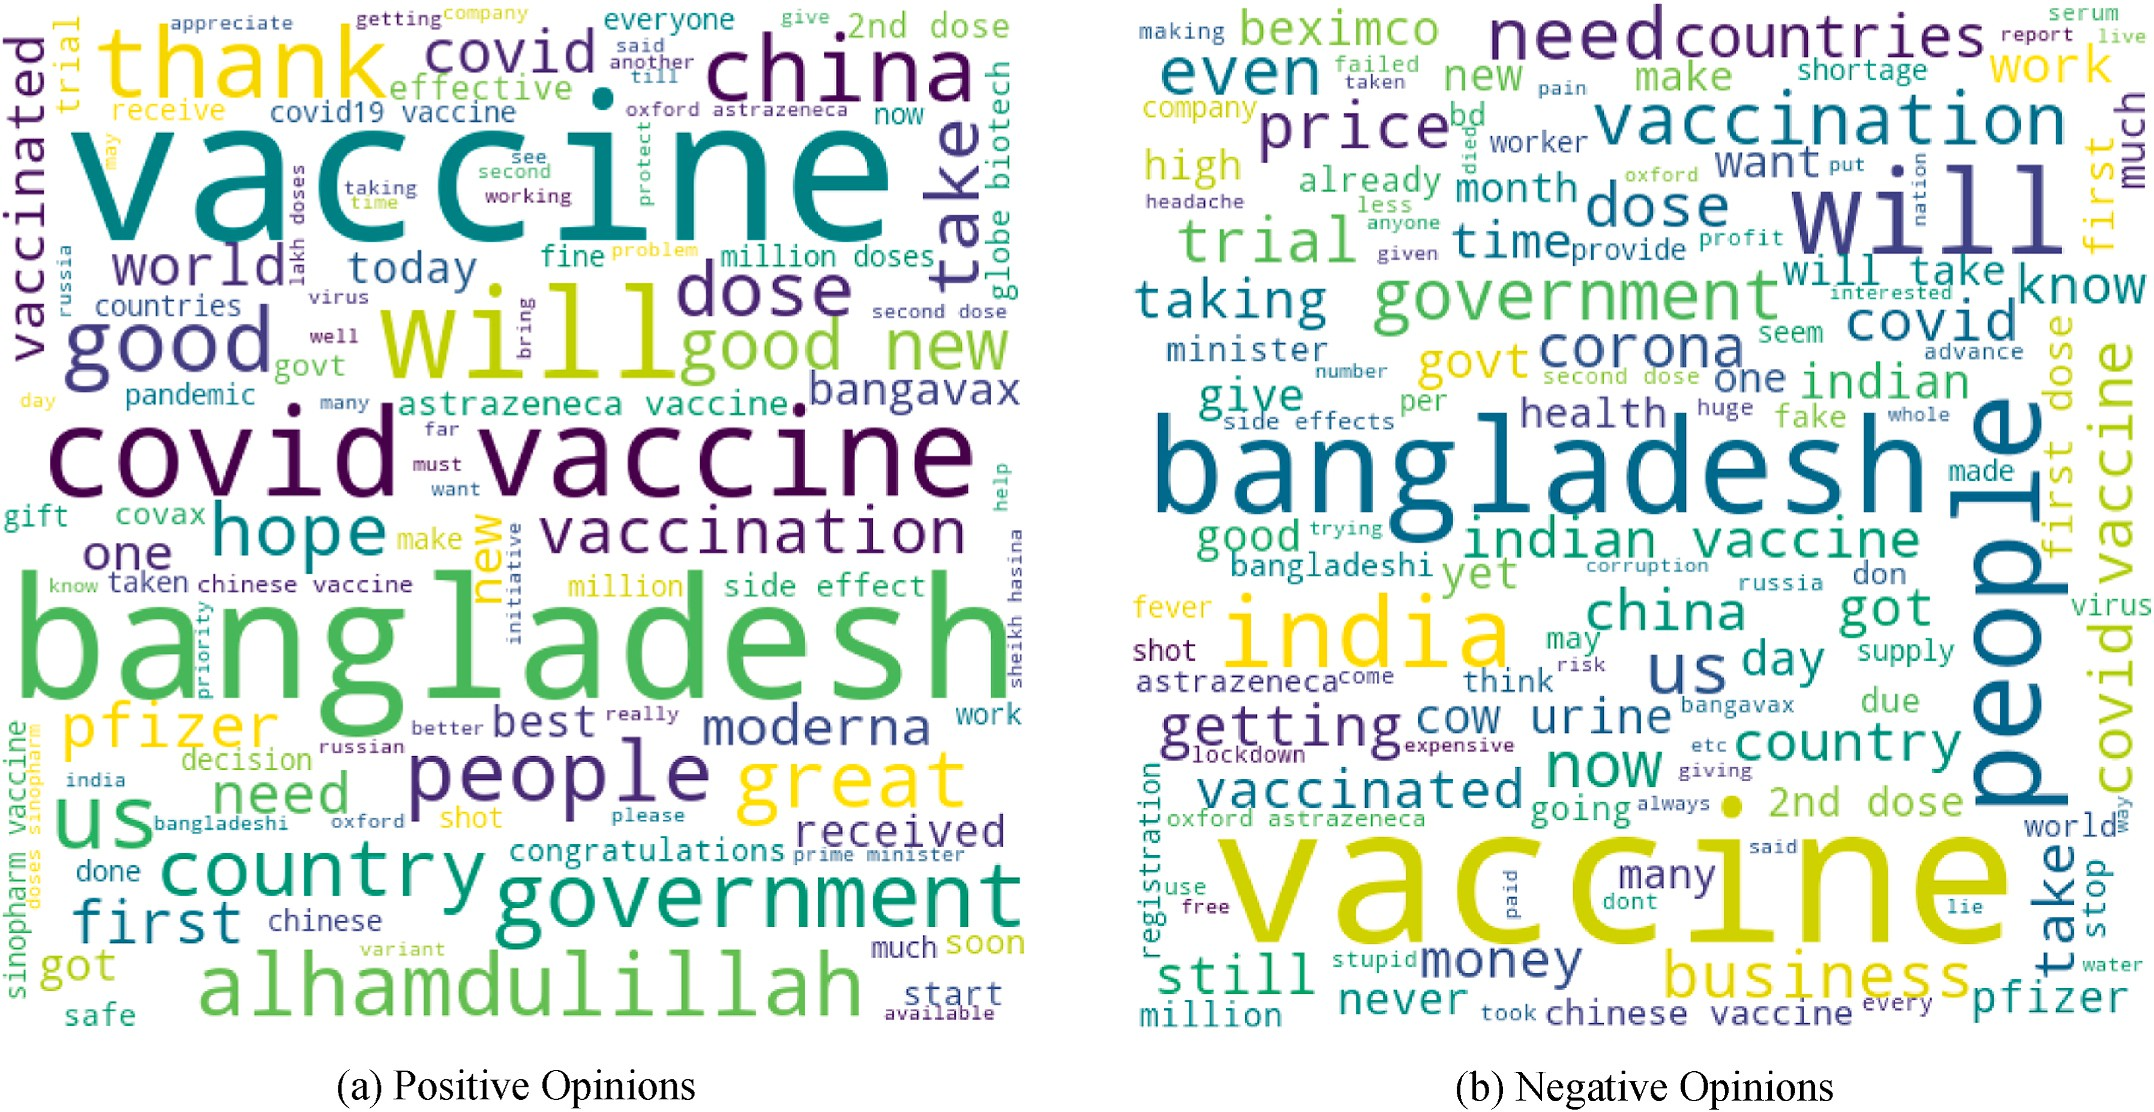 appreciate getting company everyone give 2nd dose
trial thank covid said another till china
vaccinated receive effective covid19 vaccine oxford astrazeneca now
may vaccine see second working taking time protect take globe biotech
lakh doses
russia world today fine problem million doses
countries virus will bring dose second dose
good well govt good new
day pandemic many astrazeneca vaccine bangavax
covid vaccine far must want help
gift covax hope make new initiative vaccination sheikh hasina
one
know taken chinese vaccine million side effect
bangladesh priority
pfizer better best really moderna work
sinopharm vaccine doses sinopharm russian decision people great
india need
us bangladeshi oxford shot please received
done country congratulations prime minister
first chinese government
got variant alhamdulillah much soon
safe start
available
making beximco need countries serum
report live
even failed taken new pain make shortage work
company price bd died worker vaccination much
high already month want put oxford nation will first
headache less dose
trial anyone given time provide profit
taking government will take interested know
minister number govt corona seem covid advance
second dose one indian first dose covid vaccine
give side effects per health huge fake whole
bangladesh people made
good trying indian vaccine
bangladeshi yet corruption russia don
fever india china got virus
shot may risk us day supply
astrazeneca come think
getting cow urine bangavax due
lockdown expensive now etc country
registration vaccinated giving
oxford astrazeneca going always 2nd dose
vaccine said many world way
use free paid dont lie take stop
still stupid money business water
million never took chinese vaccine every pfizer
(a) Positive Opinions
(b) Negative Opinions